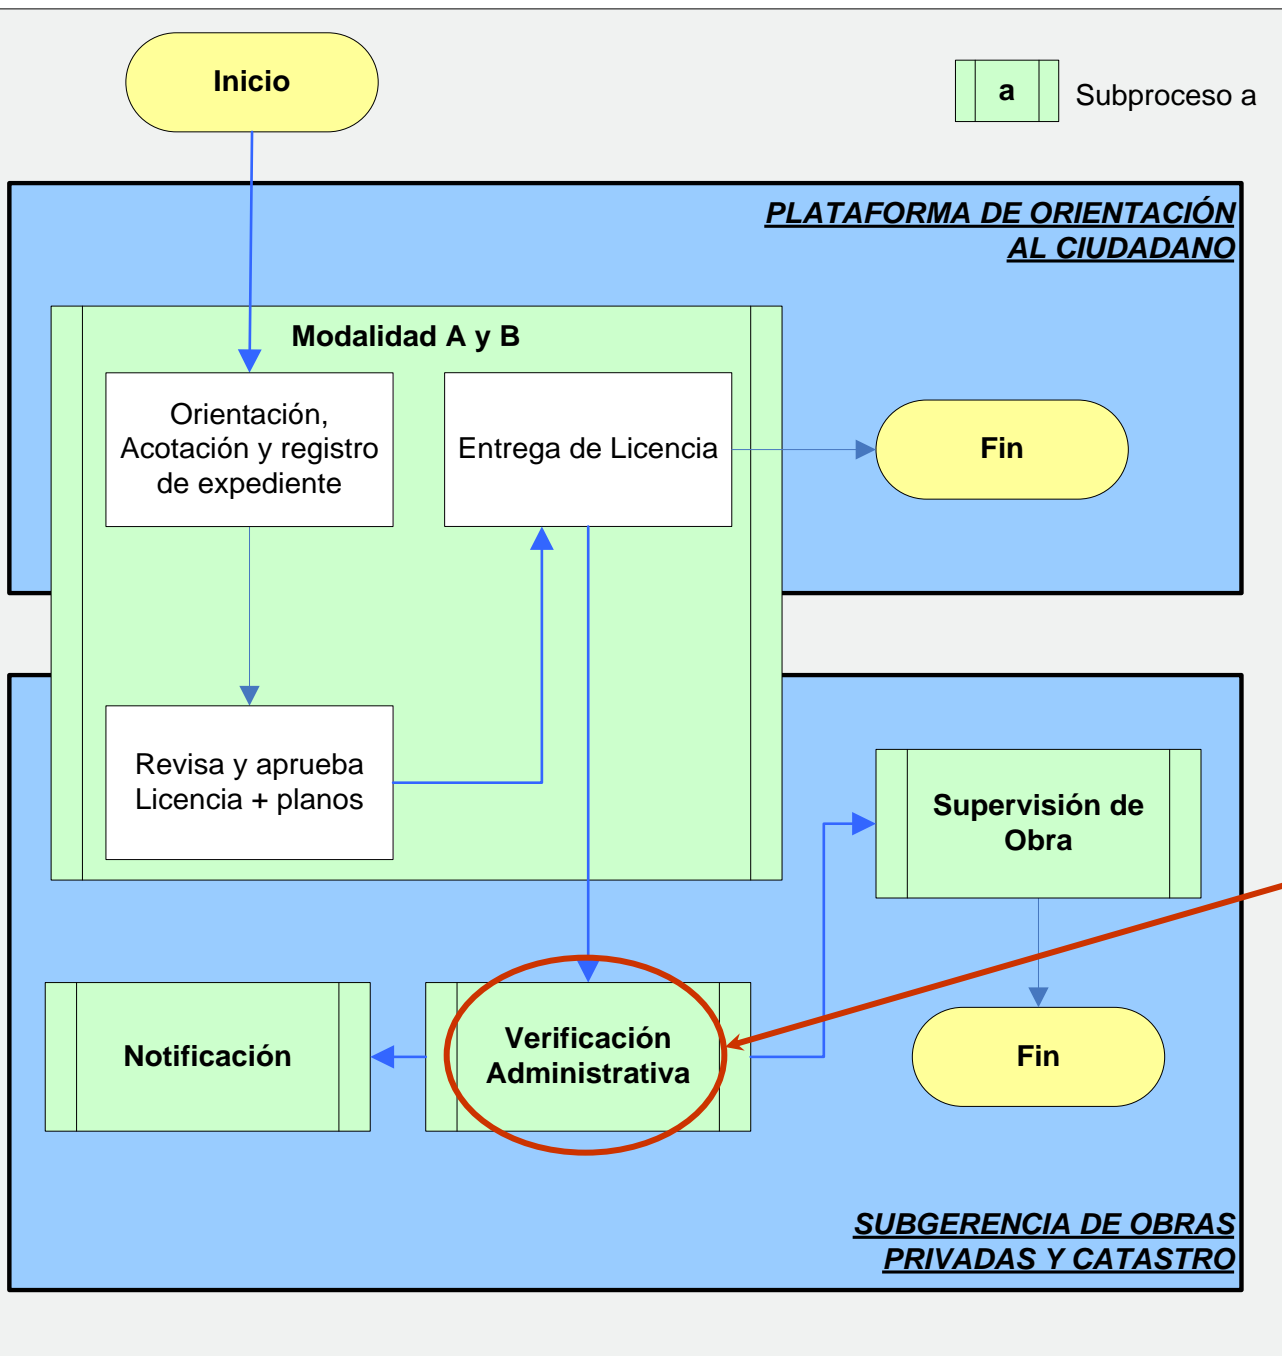 Inicio
a
Subproceso a
PLATAFORMA DE ORIENTACIÓN
AL CIUDADANO
Modalidad A y B
Orientación,
Acotación y registro
de expediente
Entrega de Licencia
Fin
Revisa y aprueba
Licencia + planos
Supervisión de
Obra
Notificación
Verificación
Administrativa
Fin
SUBGERENCIA DE OBRAS
PRIVADAS Y CATASTRO